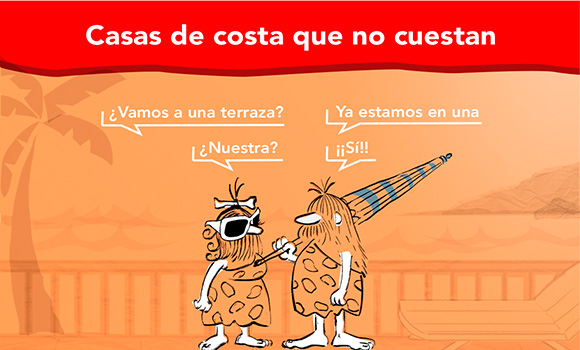 Casas de costa que no cuestan
¿Vamos a una terraza?
Ya estamos en una
¿Nuestra?
¡¡Sí!!